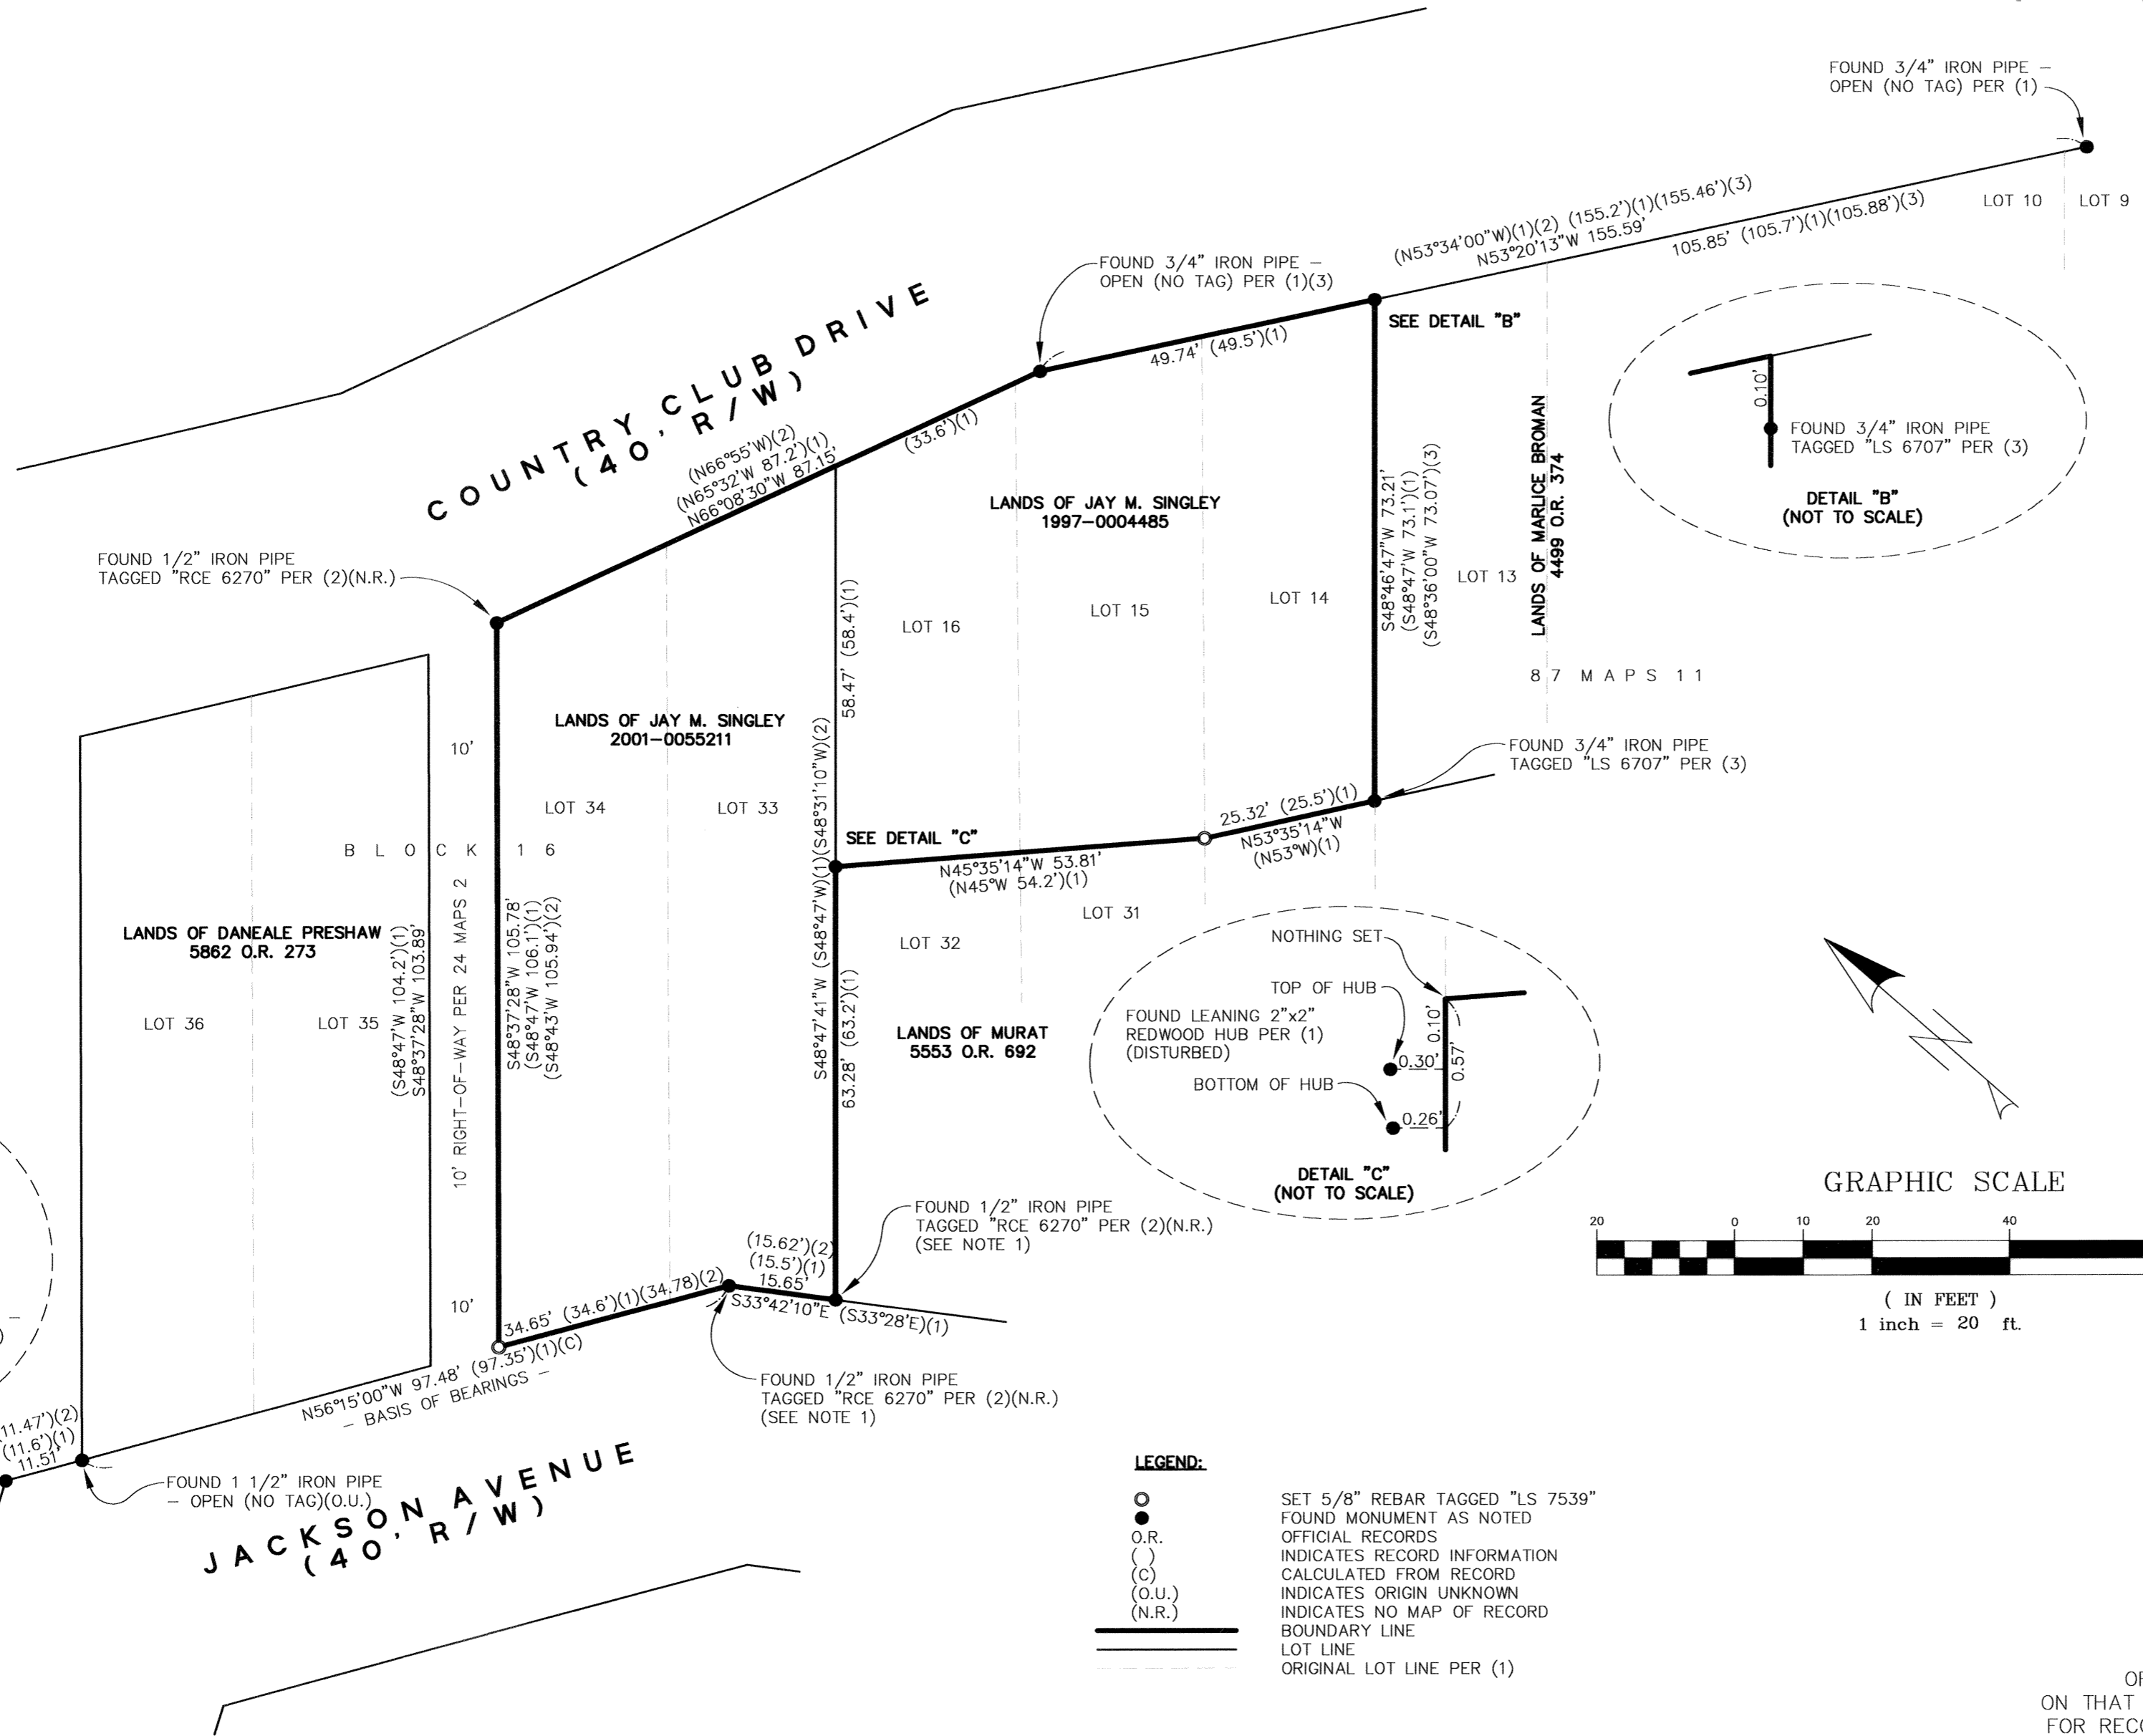 FOUND 3/4" IRON PIPE –
OPEN (NO TAG) PER (1)
(N53°34'00"W)(1)(2) (155.2')(1)(155.46')(3)
N53°20'13"W 155.59'
105.85' (105.7')(1)(105.88')(3)
LOT 10
LOT 9
FOUND 3/4" IRON PIPE –
OPEN (NO TAG) PER (1)(3)
COUNTRY CLUB DRIVE
(40' R/W)
49.74' (49.5')(1)
SEE DETAIL "B"
0.10'
FOUND 3/4" IRON PIPE
TAGGED "LS 6707" PER (3)
DETAIL "B"
(NOT TO SCALE)
(N66°55'W)(2)
(N65°32'W 87.2')(1)
N66°08'30"W 87.15'
(33.6')(1)
LANDS OF JAY M. SINGLEY
1997-0004485
S48°46'47"W 73.21'
(S48°47'W 73.1')(1)
(S48°36'00"W 73.07')(3)
LANDS OF MARLICE BROMAN
4499 O.R. 374
FOUND 1/2" IRON PIPE
TAGGED "RCE 6270" PER (2)(N.R.)
58.47' (58.4')(1)
LOT 16
LOT 15
LOT 14
LOT 13
87 MAPS 11
LANDS OF JAY M. SINGLEY
2001-0055211
10'
FOUND 3/4" IRON PIPE
TAGGED "LS 6707" PER (3)
LOT 34
LOT 33
25.32' (25.5')(1)
N53°35'14"W
(N53°W)(1)
SEE DETAIL "C"
BLOCK 16
N45°35'14"W 53.81'
(N45°W 54.2')(1)
S48°47'41"W (S48°47'W)(1)(S48°31'10"W)(2)
63.28' (63.2')(1)
LOT 31
LOT 32
LANDS OF DANEALE PRESHAW
5862 O.R. 273
(S48°47'W 104.2')(1)
S48°37'28"W 103.89'
10' RIGHT-OF-WAY PER 24 MAPS 2
S48°37'28"W 105.78'
(S48°47'W 106.1')(1)
(S48°43'W 105.94')(2)
LOT 36
LOT 35
LANDS OF MURAT
5553 O.R. 692
NOTHING SET
TOP OF HUB
FOUND LEANING 2"x2"
REDWOOD HUB PER (1)
(DISTURBED)
BOTTOM OF HUB
0.10'
0.57'
0.30'
0.26'
DETAIL "C"
(NOT TO SCALE)
GRAPHIC SCALE
20 0 10 20 40
( IN FEET )
1 inch = 20 ft.
FOUND 1/2" IRON PIPE
TAGGED "RCE 6270" PER (2)(N.R.)
(SEE NOTE 1)
(15.62')(2)
(15.5')(1)
15.65'
S33°42'10"E (S33°28'E)(1)
10'
34.65' (34.6')(1)(34.78)(2)
N56°15'00"W 97.48' (97.35')(1)(C)
– BASIS OF BEARINGS –
FOUND 1/2" IRON PIPE
TAGGED "RCE 6270" PER (2)(N.R.)
(SEE NOTE 1)
11.47')(2)
(11.6')(1)
11.51'
FOUND 1 1/2" IRON PIPE
– OPEN (NO TAG)(O.U.)
JACKSON AVENUE
(40' R/W)
LEGEND:
SET 5/8" REBAR TAGGED "LS 7539"
FOUND MONUMENT AS NOTED
O.R. OFFICIAL RECORDS
( ) INDICATES RECORD INFORMATION
(C) CALCULATED FROM RECORD
(O.U.) INDICATES ORIGIN UNKNOWN
(N.R.) INDICATES NO MAP OF RECORD
BOUNDARY LINE
LOT LINE
ORIGINAL LOT LINE PER (1)
ON THAT